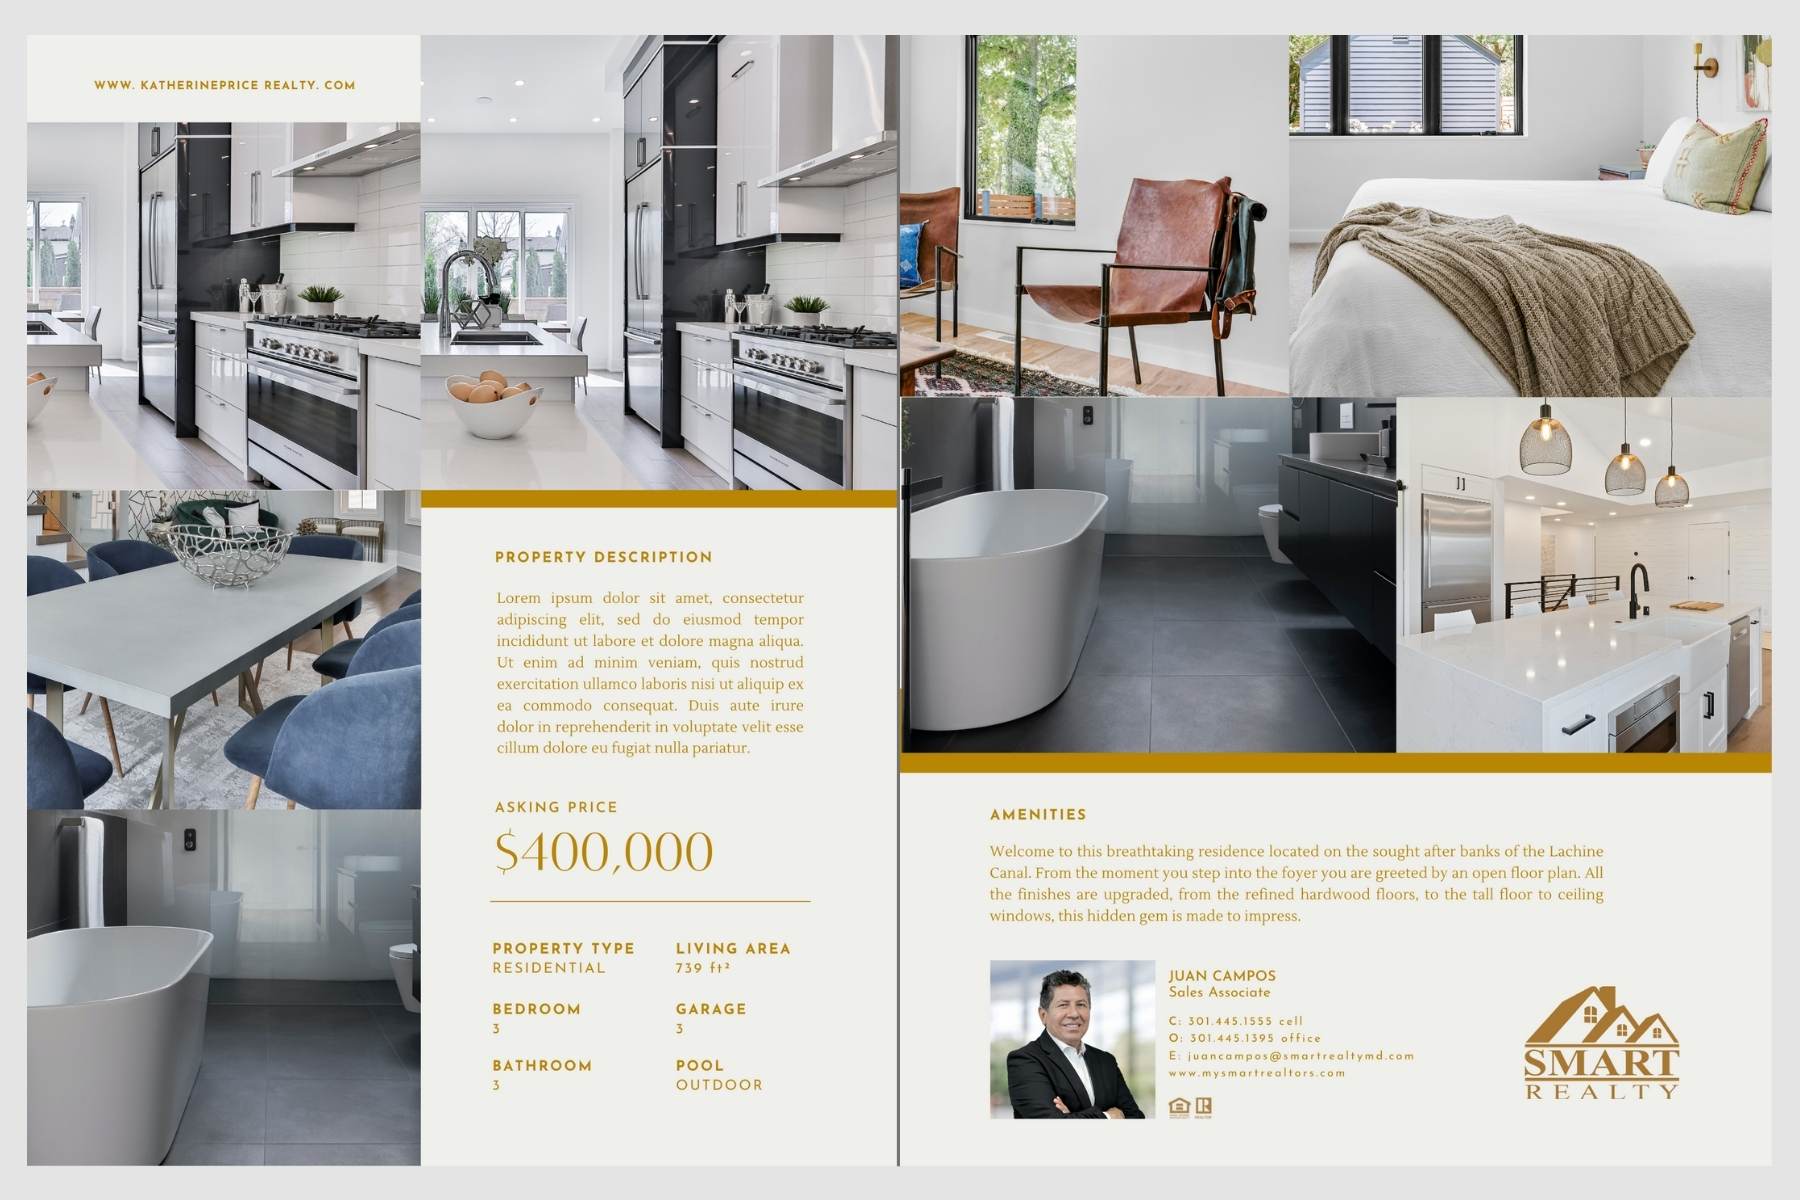 WWW. KATHERINEPRICE REALTY. COM
PROPERTY DESCRIPTION
Lorem ipsum dolor sit amet, consectetur
adipiscing elit, sed do eiusmod tempor
incididunt ut labore et dolore magna aliqua.
Ut enim ad minim veniam, quis nostrud
exercitation ullamco laboris nisi ut aliquip ex
ea commodo consequat. Duis aute irure
dolor in reprehenderit in voluptate velit esse
cillum dolore eu fugiat nulla pariatur.
ASKING PRICE
$400,000
PROPERTY TYPE
RESIDENTIAL
LIVING AREA
739 ft²
BEDROOM
3
GARAGE
3
BATHROOM
3
POOL
OUTDOOR
AMENITIES
Welcome to this breathtaking residence located on the sought after banks of the Lachine
Canal. From the moment you step into the foyer you are greeted by an open floor plan. All
the finishes are upgraded, from the refined hardwood floors, to the tall floor to ceiling
windows, this hidden gem is made to impress.
JUAN CAMPOS
Sales Associate
C: 301.445.1555 cell
O: 301.445.1395 office
E: juancampos@smartrealtymd.com
www.mysmartrealtors.com
SMART
REALTY